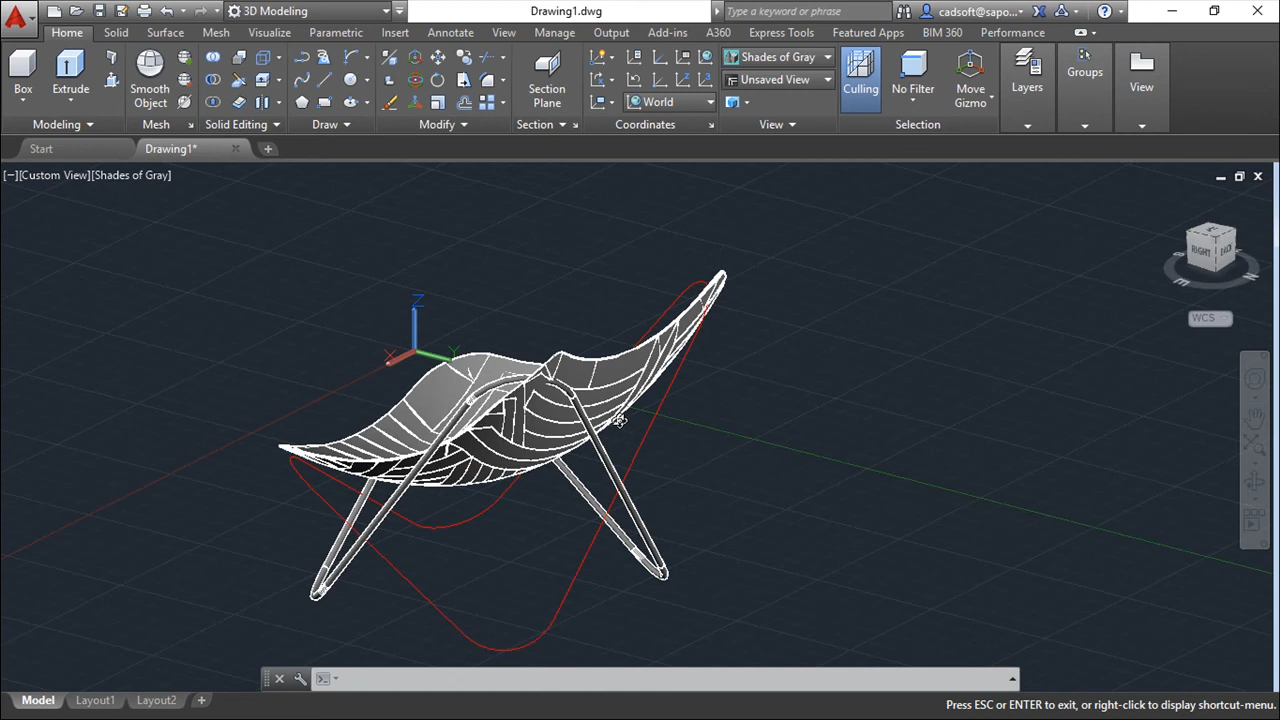 3D Modeling
Drawing1.dwg
Type a keyword or phrase
cadsoft@sapo...
Home Solid Surface Mesh Visualize Parametric Insert Annotate View Manage Output Add-ins A360 Express Tools Featured Apps BIM 360 Performance
Box
Extrude
Smooth
Object
Section
Plane
World
Shades of Gray
Unsaved View
Culling
No Filter
Move
Gizmo
Layers
Groups
View
Modeling Mesh Solid Editing Draw Modify Section Coordinates View Selection
Start Drawing1*
[−][Custom View][Shades of Gray]
RIGHT
BACK
WCS
Z
X
Y
Model Layout1 Layout2
Press ESC or ENTER to exit, or right-click to display shortcut-menu.